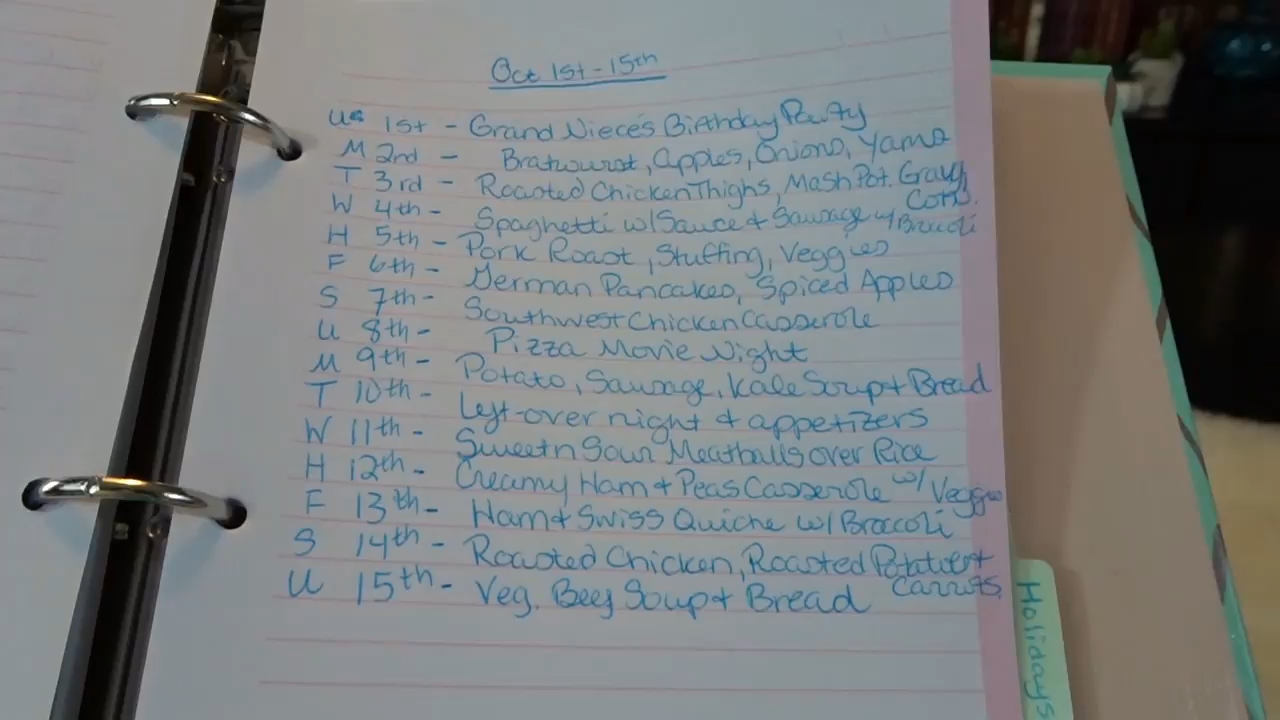 Oct 1st - 15th
U 1st - Grand Niece's Birthday Party
M 2nd - Bratwurst, Apples, Onions, Yams
T 3rd - Roasted Chicken Thighs, Mash Pot. Gravy,
Corn.
W 4th - Spaghetti w/ Sauce + Sausage w/ Broccoli
H 5th - Pork Roast, Stuffing, Veggies
F 6th - German Pancakes, Spiced Apples
S 7th - Southwest Chicken Casserole
U 8th - Pizza Movie Night
M 9th - Potato, Sausage, Kale Soup + Bread
T 10th - Left-over night + appetizers
W 11th - Sweet n Sour Meatballs over Rice
H 12th - Creamy Ham + Peas Casserole w/ Veggies
F 13th - Ham + Swiss Quiche w/ Broccoli
S 14th - Roasted Chicken, Roasted Potatoes +
Carrots
U 15th - Veg. Beef Soup + Bread
Holidays